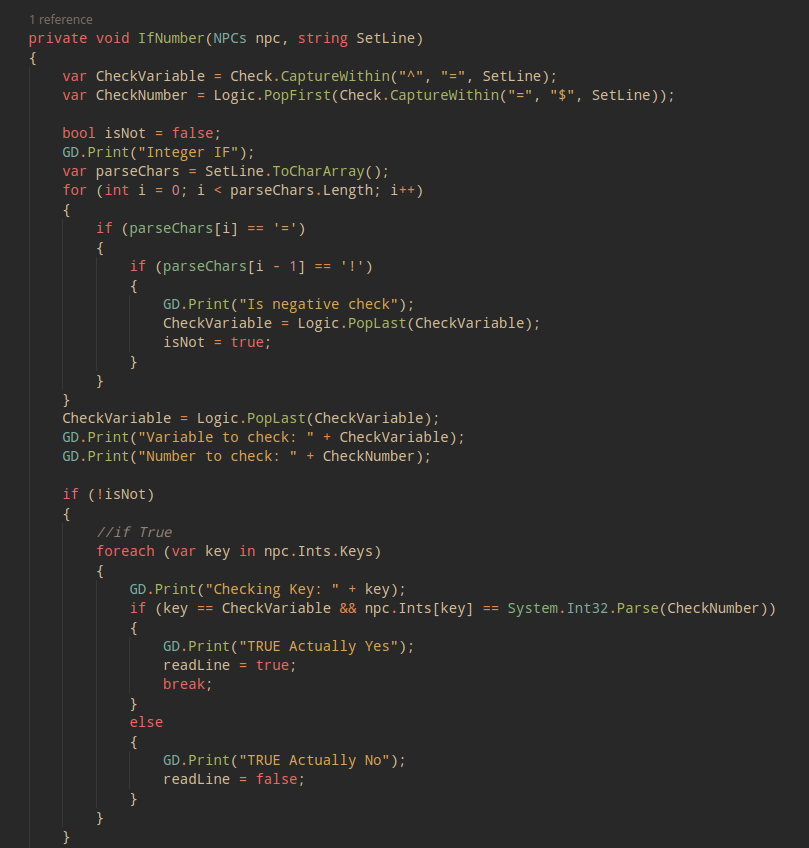 1 reference
private void IfNumber(NPCs npc, string SetLine)
{
    var CheckVariable = Check.CaptureWithin("^", "=", SetLine);
    var CheckNumber = Logic.PopFirst(Check.CaptureWithin("=", "$", SetLine));

    bool isNot = false;
    GD.Print("Integer IF");
    var parseChars = SetLine.ToCharArray();
    for (int i = 0; i < parseChars.Length; i++)
    {
        if (parseChars[i] == '=')
        {
            if (parseChars[i - 1] == '!')
            {
                GD.Print("Is negative check");
                CheckVariable = Logic.PopLast(CheckVariable);
                isNot = true;
            }
        }
    }
    CheckVariable = Logic.PopLast(CheckVariable);
    GD.Print("Variable to check: " + CheckVariable);
    GD.Print("Number to check: " + CheckNumber);

    if (!isNot)
    {
        //if True
        foreach (var key in npc.Ints.Keys)
        {
            GD.Print("Checking Key: " + key);
            if (key == CheckVariable && npc.Ints[key] == System.Int32.Parse(CheckNumber))
            {
                GD.Print("TRUE Actually Yes");
                readLine = true;
                break;
            }
            else
            {
                GD.Print("TRUE Actually No");
                readLine = false;
            }
        }
    }